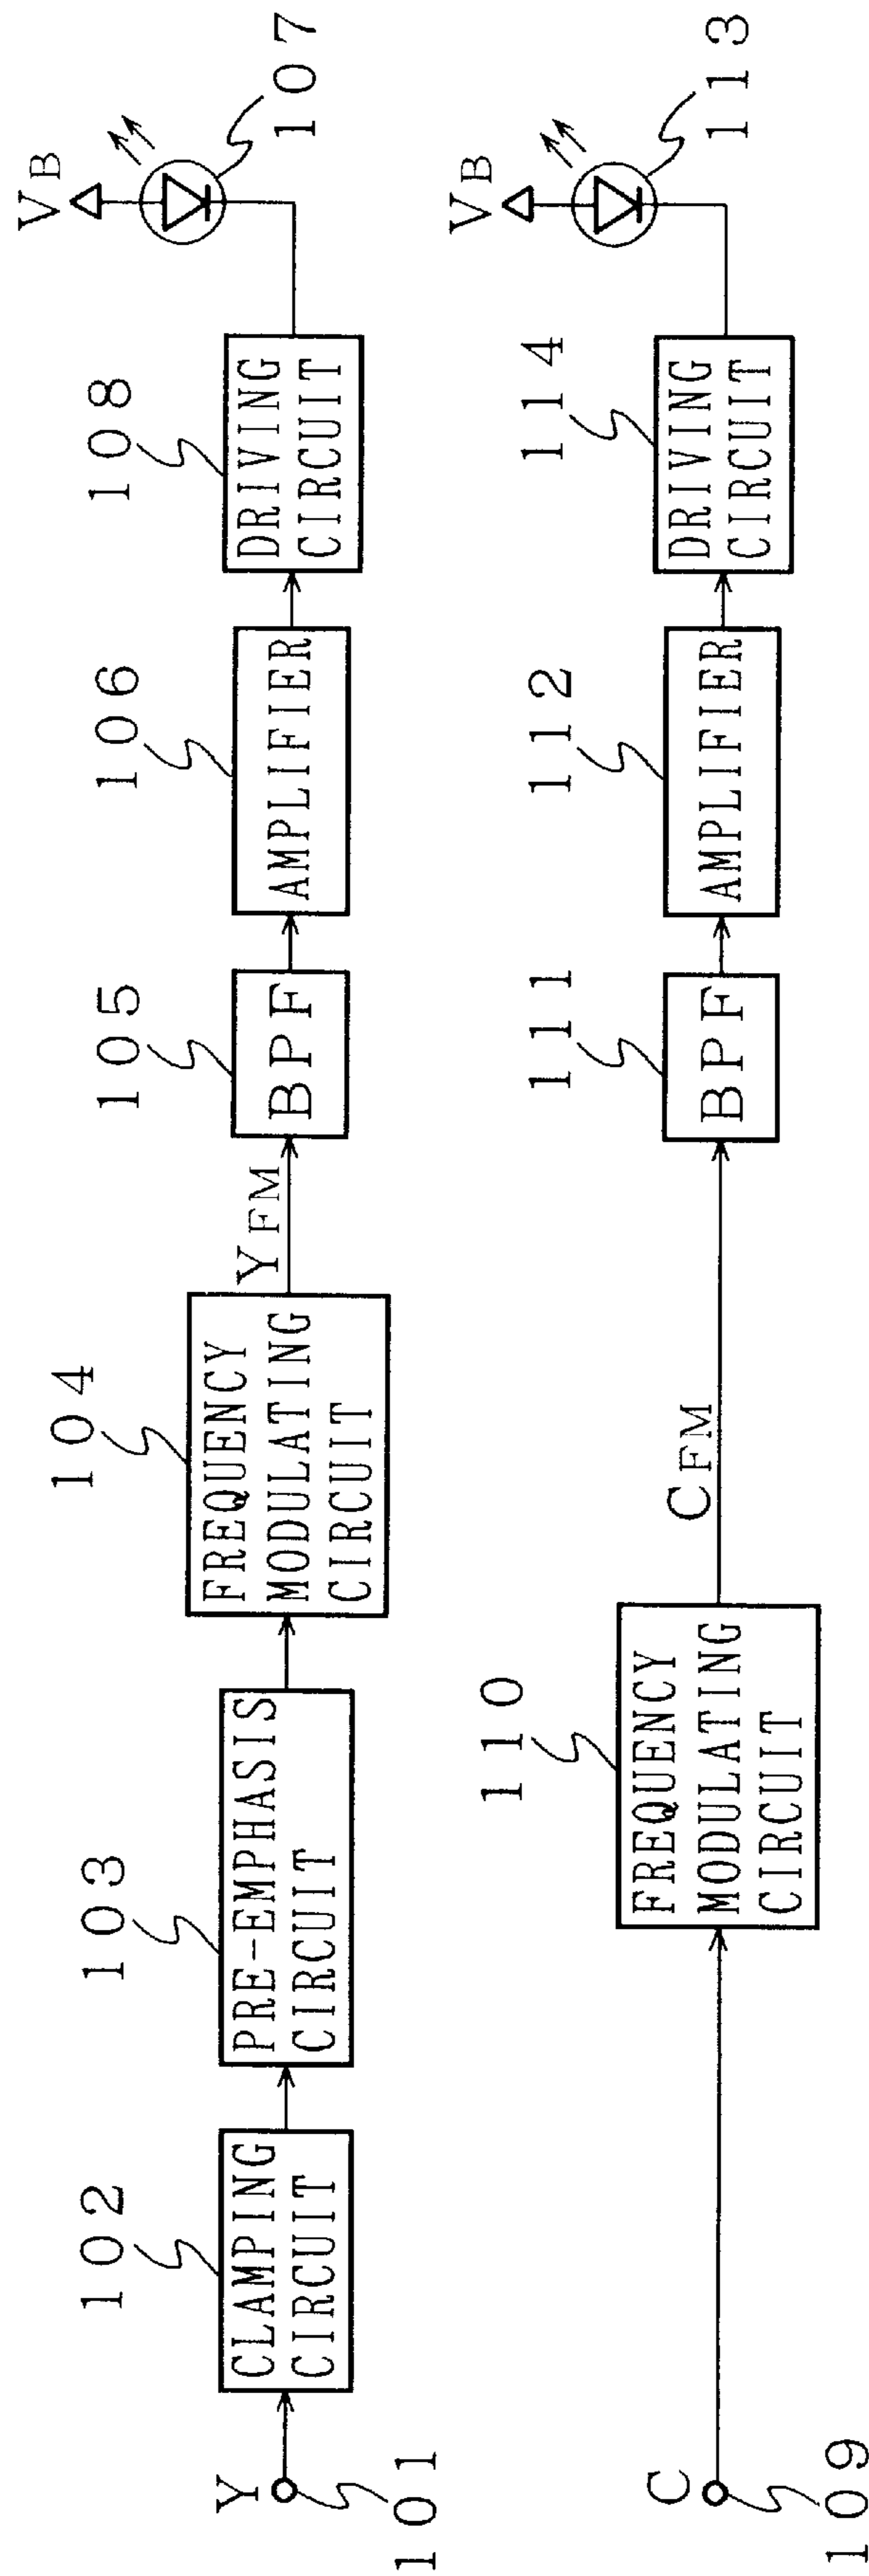 Y
101
102
CLAMPING
CIRCUIT
103
PRE-EMPHASIS
CIRCUIT
104
FREQUENCY
MODULATING
CIRCUIT
YFM
105
BPF
106
AMPLIFIER
108
DRIVING
CIRCUIT
VB
107
C
109
110
FREQUENCY
MODULATING
CIRCUIT
CFM
111
BPF
112
AMPLIFIER
114
DRIVING
CIRCUIT
VB
113